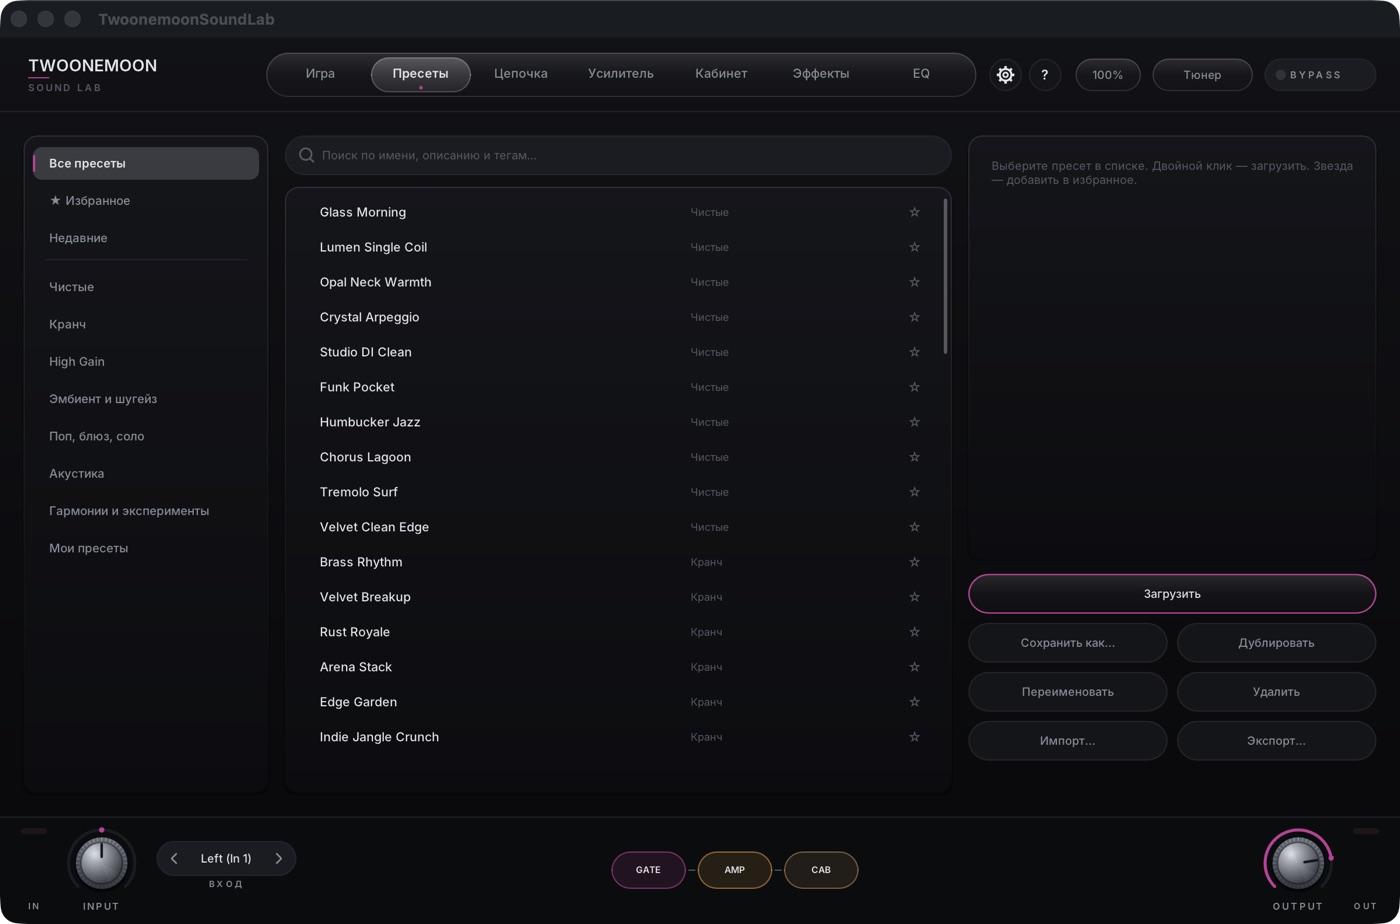 TwoonemoonSoundLab
TWOONEMOON
SOUND LAB
Игра
Пресеты
Цепочка
Усилитель
Кабинет
Эффекты
EQ
?
100%
Тюнер
BYPASS
Все пресеты
★ Избранное
Недавние
Чистые
Кранч
High Gain
Эмбиент и шугейз
Поп, блюз, соло
Акустика
Гармонии и эксперименты
Мои пресеты
Поиск по имени, описанию и тегам...
Glass Morning Чистые ☆
Lumen Single Coil Чистые ☆
Opal Neck Warmth Чистые ☆
Crystal Arpeggio Чистые ☆
Studio DI Clean Чистые ☆
Funk Pocket Чистые ☆
Humbucker Jazz Чистые ☆
Chorus Lagoon Чистые ☆
Tremolo Surf Чистые ☆
Velvet Clean Edge Чистые ☆
Brass Rhythm Кранч ☆
Velvet Breakup Кранч ☆
Rust Royale Кранч ☆
Arena Stack Кранч ☆
Edge Garden Кранч ☆
Indie Jangle Crunch Кранч ☆
Выберите пресет в списке. Двойной клик — загрузить. Звезда
— добавить в избранное.
Загрузить
Сохранить как...
Дублировать
Переименовать
Удалить
Импорт...
Экспорт...
IN
INPUT
Left (In 1)
ВХОД
GATE
AMP
CAB
OUTPUT
OUT